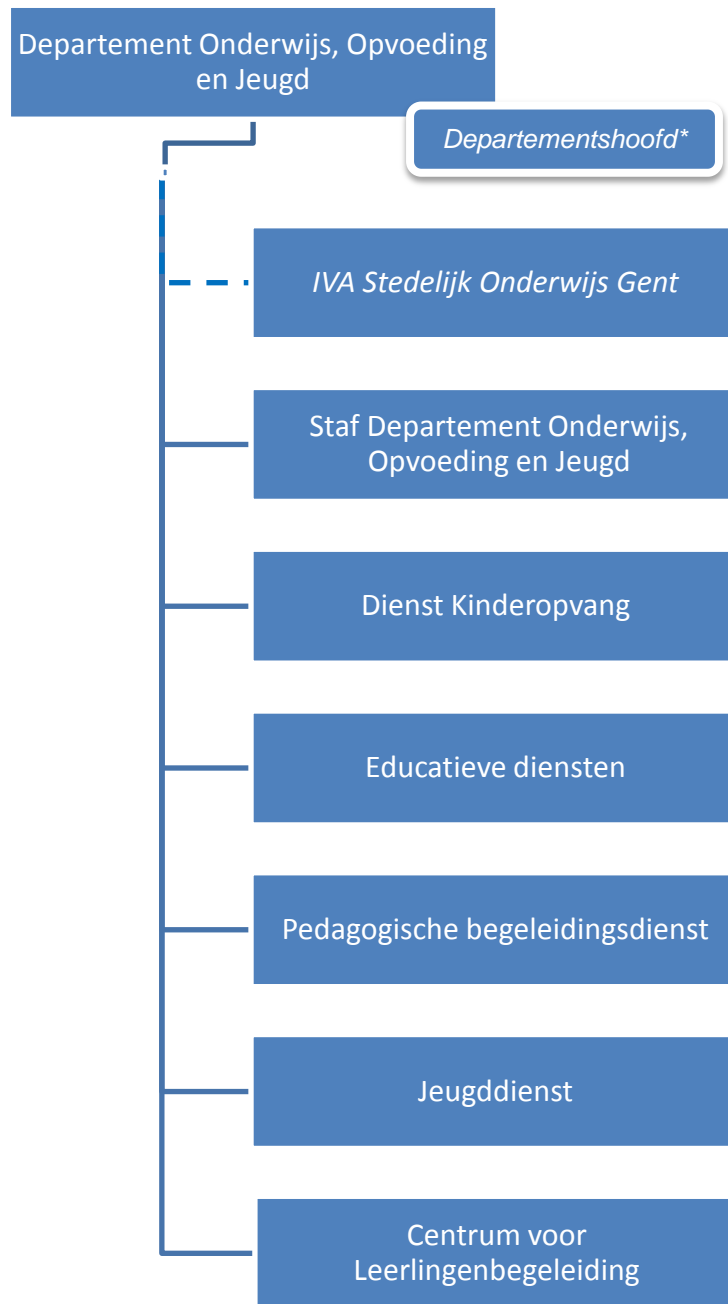 Departement Onderwijs, Opvoeding
en Jeugd
Departementshoofd*
IVA Stedelijk Onderwijs Gent
Staf Departement Onderwijs,
Opvoeding en Jeugd
Dienst Kinderopvang
Educatieve diensten
Pedagogische begeleidingsdienst
Jeugddienst
Centrum voor
Leerlingenbegeleiding